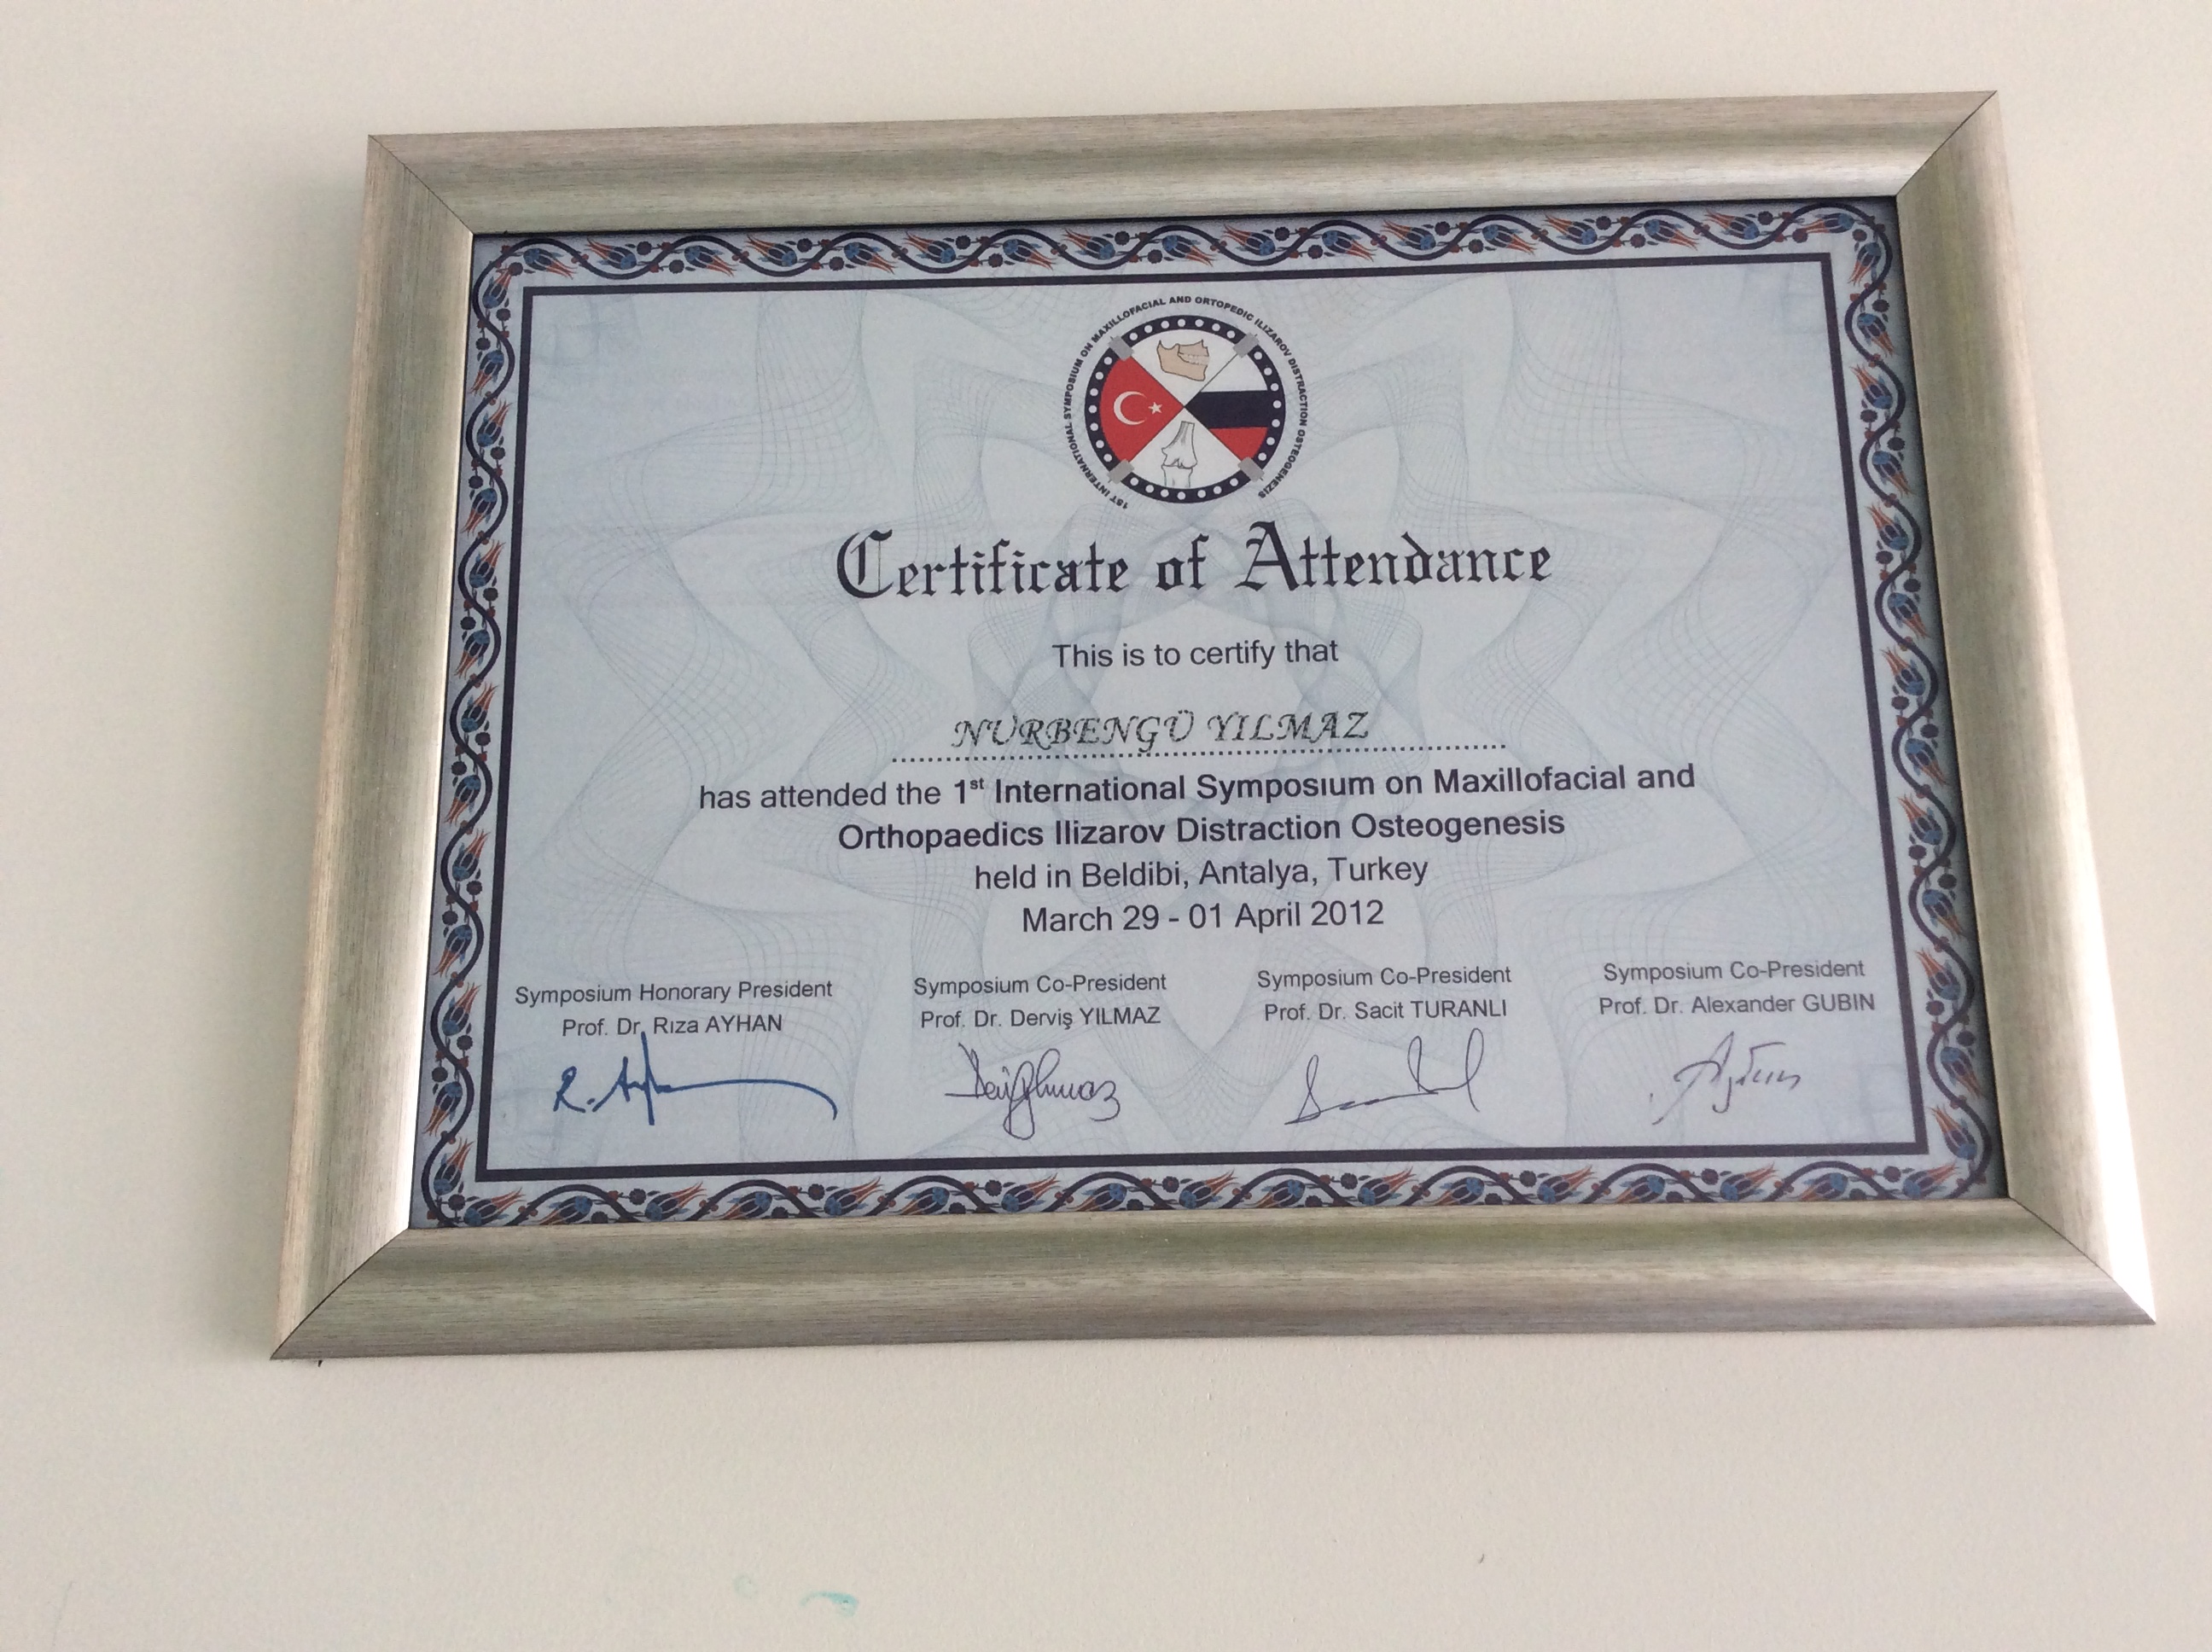 1ST INTERNATIONAL SYMPOSIUM ON MAXILLOFACIAL AND ORTOPEDIC ILIZAROV DISTRACTION OSTEOGENEZIS
Certificate of Attendance
This is to certify that
NURBENGÜ YILMAZ
has attended the 1st International Symposıum on Maxillofacial and
Orthopaedics Ilizarov Distraction Osteogenesis
held in Beldibi, Antalya, Turkey
March 29 - 01 April 2012
Symposium Honorary President
Prof. Dr. Rıza AYHAN
R. Ayhan
Symposium Co-President
Prof. Dr. Derviş YILMAZ
Symposium Co-President
Prof. Dr. Sacit TURANLI
Symposium Co-President
Prof. Dr. Alexander GUBIN